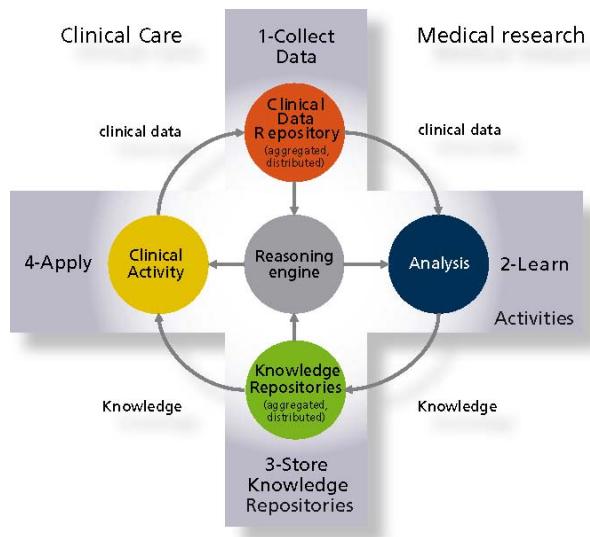 Clinical Care
1-Collect
Data
Medical research
clinical data
Clinical
Data
Repository
(aggregated,
distributed)
clinical data
4-Apply
Clinical
Activity
Reasoning
engine
Analysis
2-Learn
Activities
Knowledge
Knowledge
Repositories
(aggregated,
distributed)
Knowledge
3-Store
Knowledge
Repositories